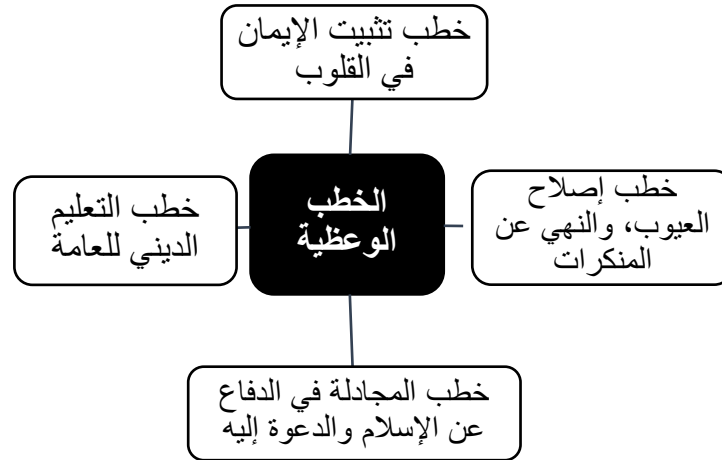 خطب تثبيت الإيمان
في القلوب
خطب إصلاح
العيوب، والنهي عن
المنكرات
الخطب
الوعظية
خطب التعليم
الديني للعامة
خطب المجادلة في الدفاع
عن الإسلام والدعوة إليه